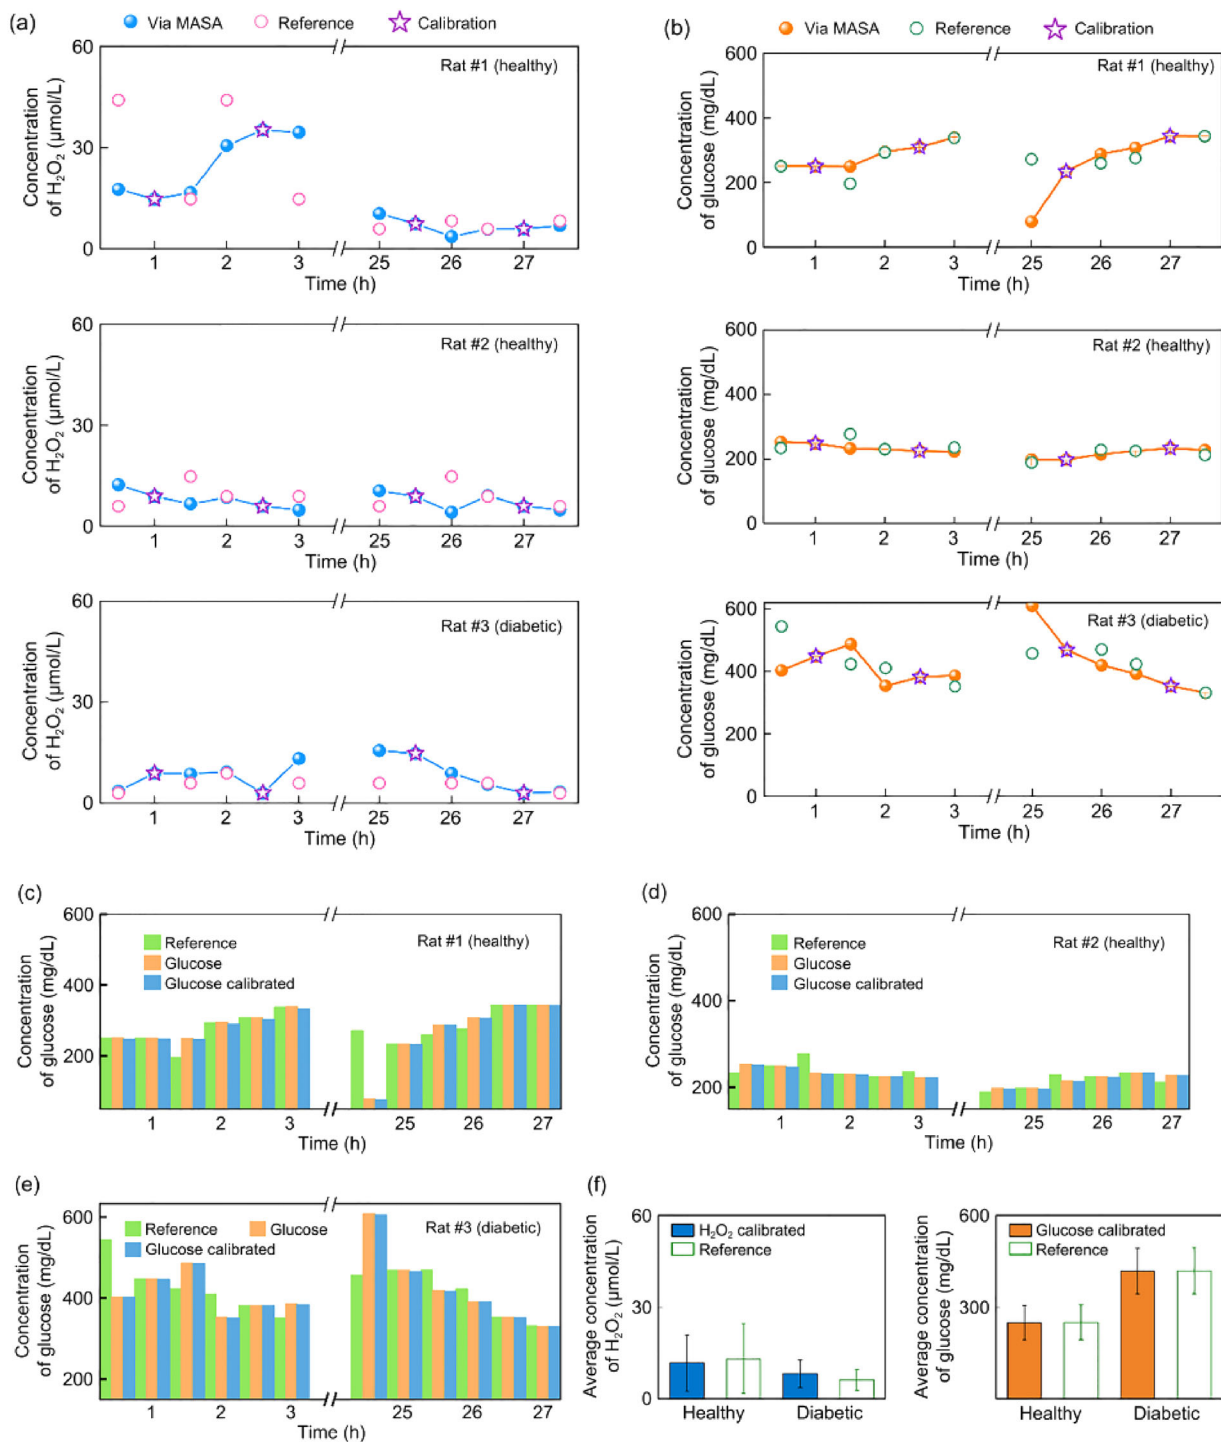 (a)
Via MASA
Reference
Calibration
60
30
0
Concentration
of H₂O₂ (μmol/L)
Rat #1 (healthy)
1
2
3
25
26
27
Time (h)
60
30
0
Concentration
of H₂O₂ (μmol/L)
Rat #2 (healthy)
1
2
3
25
26
27
Time (h)
60
30
0
Concentration
of H₂O₂ (μmol/L)
Rat #3 (diabetic)
1
2
3
25
26
27
Time (h)
(b)
Via MASA
Reference
Calibration
600
400
200
0
Concentration
of glucose (mg/dL)
Rat #1 (healthy)
1
2
3
25
26
27
Time (h)
600
400
200
0
Concentration
of glucose (mg/dL)
Rat #2 (healthy)
1
2
3
25
26
27
Time (h)
600
400
200
0
Concentration
of glucose (mg/dL)
Rat #3 (diabetic)
1
2
3
25
26
27
Time (h)
(c)
600
400
200
Concentration
of glucose (mg/dL)
Reference
Glucose
Glucose calibrated
Rat #1 (healthy)
1
2
3
25
26
27
Time (h)
(d)
600
400
200
Concentration
of glucose (mg/dL)
Reference
Glucose
Glucose calibrated
Rat #2 (healthy)
1
2
3
25
26
27
Time (h)
(e)
600
400
200
Concentration
of glucose (mg/dL)
Reference
Glucose
Glucose calibrated
Rat #3 (diabetic)
1
2
3
25
26
27
Time (h)
(f)
60
30
0
Average concentration
of H₂O₂ (μmol/L)
H₂O₂ calibrated
Reference
Healthy
Diabetic
600
300
0
Average concentration
of glucose (mg/dL)
Glucose calibrated
Reference
Healthy
Diabetic